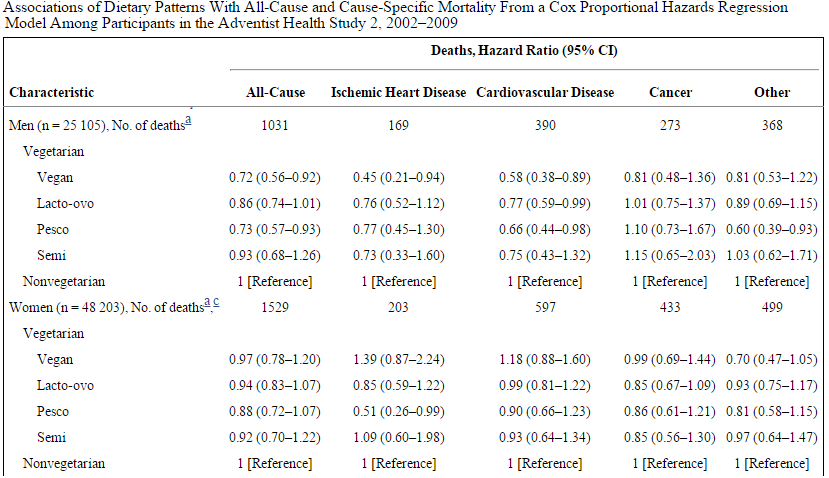 Associations of Dietary Patterns With All-Cause and Cause-Specific Mortality From a Cox Proportional Hazards Regression
Model Among Participants in the Adventist Health Study 2, 2002–2009
Deaths, Hazard Ratio (95% CI)
Characteristic All-Cause Ischemic Heart Disease Cardiovascular Disease Cancer Other
Men (n = 25 105), No. of deathsa 1031 169 390 273 368
Vegetarian
Vegan 0.72 (0.56–0.92) 0.45 (0.21–0.94) 0.58 (0.38–0.89) 0.81 (0.48–1.36) 0.81 (0.53–1.22)
Lacto-ovo 0.86 (0.74–1.01) 0.76 (0.52–1.12) 0.77 (0.59–0.99) 1.01 (0.75–1.37) 0.89 (0.69–1.15)
Pesco 0.73 (0.57–0.93) 0.77 (0.45–1.30) 0.66 (0.44–0.98) 1.10 (0.73–1.67) 0.60 (0.39–0.93)
Semi 0.93 (0.68–1.26) 0.73 (0.33–1.60) 0.75 (0.43–1.32) 1.15 (0.65–2.03) 1.03 (0.62–1.71)
Nonvegetarian 1 [Reference] 1 [Reference] 1 [Reference] 1 [Reference] 1 [Reference]
Women (n = 48 203), No. of deathsa,c 1529 203 597 433 499
Vegetarian
Vegan 0.97 (0.78–1.20) 1.39 (0.87–2.24) 1.18 (0.88–1.60) 0.99 (0.69–1.44) 0.70 (0.47–1.05)
Lacto-ovo 0.94 (0.83–1.07) 0.85 (0.59–1.22) 0.99 (0.81–1.22) 0.85 (0.67–1.09) 0.93 (0.75–1.17)
Pesco 0.88 (0.72–1.07) 0.51 (0.26–0.99) 0.90 (0.66–1.23) 0.86 (0.61–1.21) 0.81 (0.58–1.15)
Semi 0.92 (0.70–1.22) 1.09 (0.60–1.98) 0.93 (0.64–1.34) 0.85 (0.56–1.30) 0.97 (0.64–1.47)
Nonvegetarian 1 [Reference] 1 [Reference] 1 [Reference] 1 [Reference] 1 [Reference]